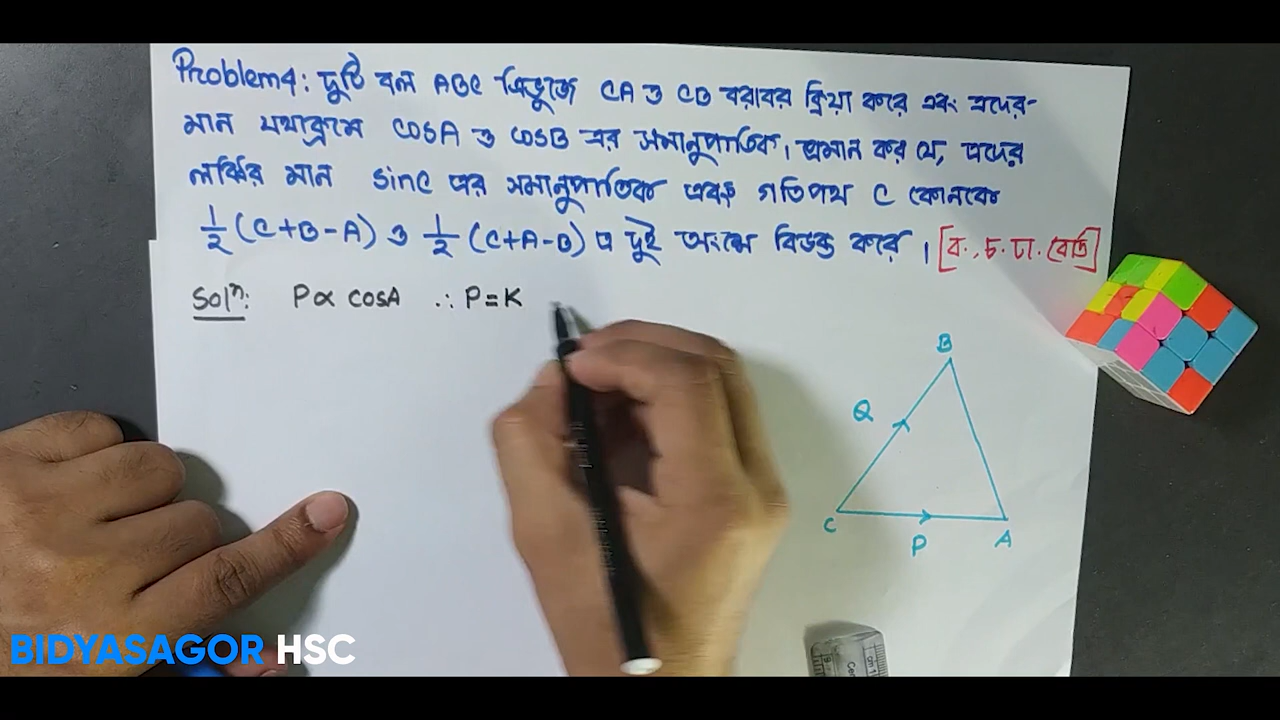 Problem4: দুটি বল ABC ত্রিভুজে CA ও CB বরাবর ক্রিয়া করে এবং এদের-
মান যথাক্রমে cosA ও cosB এর সমানুপাতিক। প্রমান কর যে, এদের
লব্ধির মান sinC এর সমানুপাতিক এবং গতিপথ C কোনকে
1/2 (C+B-A) ও 1/2 (C+A-B) এ দুই অংশে বিভক্ত করে। [ব., চ. ঢা. বোর্ড]
Solⁿ: P∝ cosA ∴ P=K
B
Q
C
P
A
BIDYASAGOR HSC